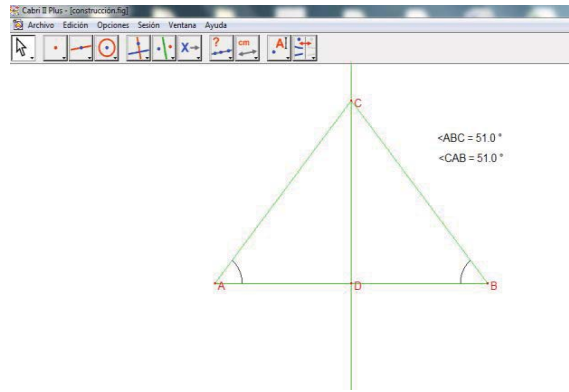 Cabri II Plus - [construcción.fig]
Archivo Edición Opciones Sesión Ventana Ayuda
? cm A
C
<ABC = 51.0 °
<CAB = 51.0 °
A D B